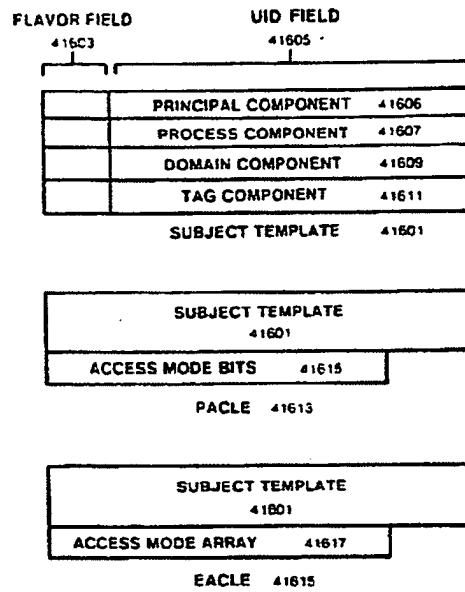 FLAVOR FIELD UID FIELD
41603 41605
PRINCIPAL COMPONENT 41606
PROCESS COMPONENT 41607
DOMAIN COMPONENT 41609
TAG COMPONENT 41611
SUBJECT TEMPLATE 41601
SUBJECT TEMPLATE
41601
ACCESS MODE BITS 41615
PACLE 41613
SUBJECT TEMPLATE
41601
ACCESS MODE ARRAY 41617
EACLE 41615